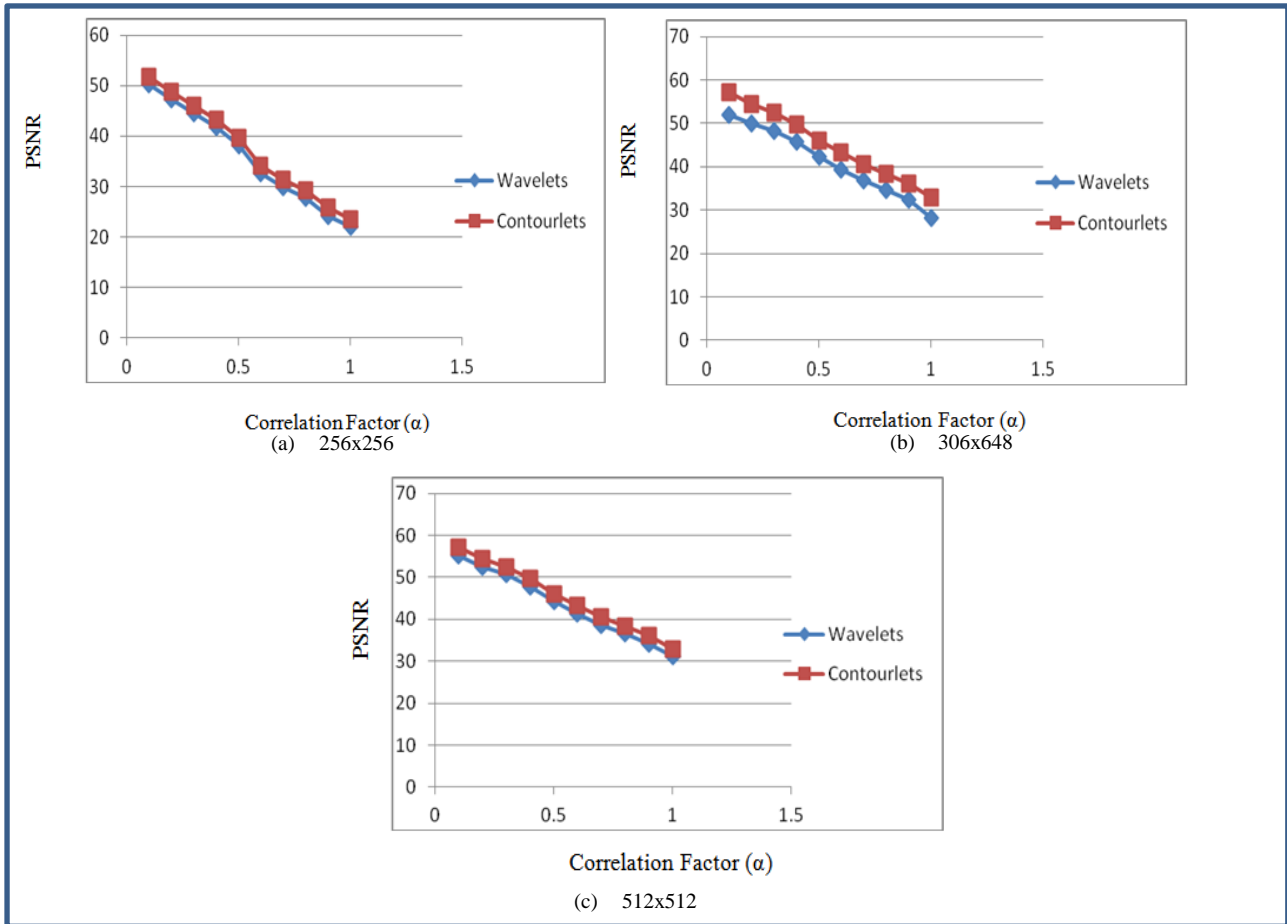 60
50
40
30
20
10
0
PSNR
0 0.5 1 1.5
Wavelets
Contourlets
Correlation Factor (α)
(a) 256x256
70
60
50
40
30
20
10
0
PSNR
0 0.5 1 1.5
Wavelets
Contourlets
Correlation Factor (α)
(b) 306x648
70
60
50
40
30
20
10
0
PSNR
0 0.5 1 1.5
Wavelets
Contourlets
Correlation Factor (α)
(c) 512x512